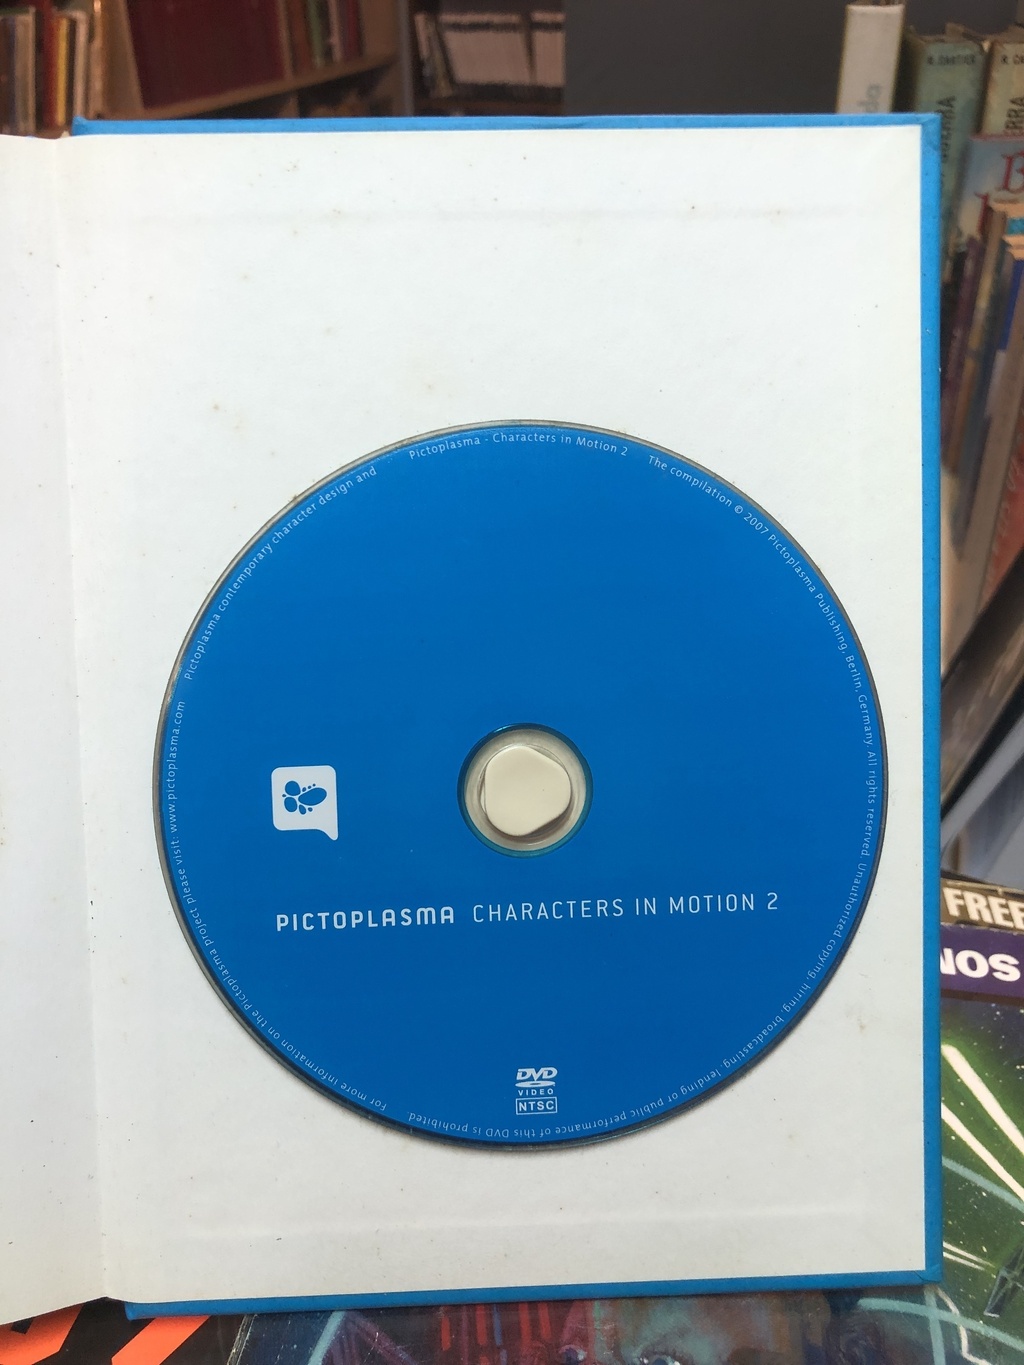 Pictoplasma - Characters in Motion 2
The compilation © 2007 Pictoplasma Publishing, Berlin, Germany. All rights reserved. Unauthorized copying, hiring, broadcasting, lending or public performance of this DVD is prohibited.
For more information on the Pictoplasma project please visit: www.pictoplasma.com
Pictoplasma contemporary character design and
PICTOPLASMA CHARACTERS IN MOTION 2
DVD
VIDEO
NTSC
FREE